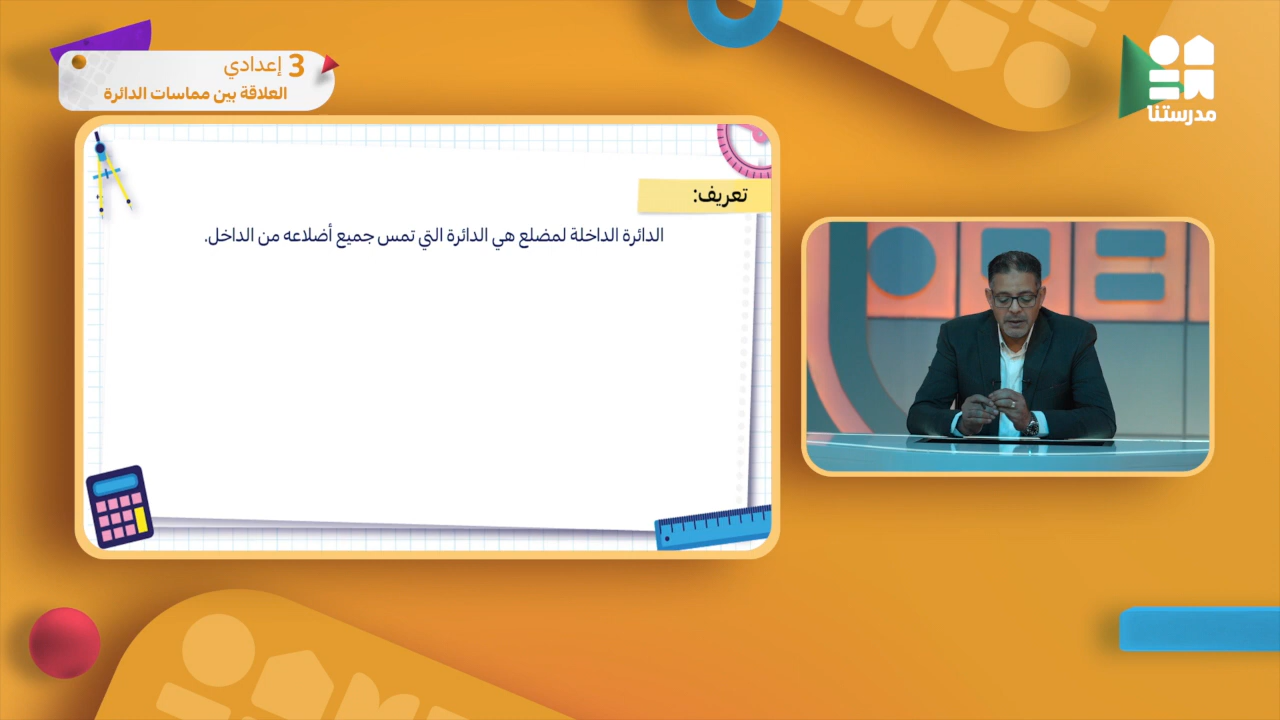 3 إعدادي
العلاقة بين مماسات الدائرة
مدرستنا
تعريف:
الدائرة الداخلة لمضلع هي الدائرة التي تمس جميع أضلاعه من الداخل.